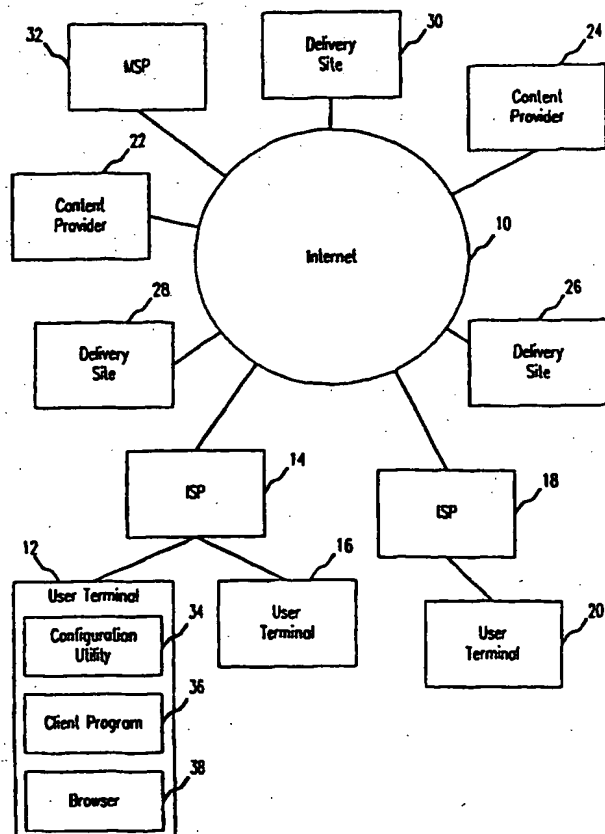 32
MSP
Delivery
Site
30
24
Content
Provider
22
Content
Provider
Internet
10
28
Delivery
Site
26
Delivery
Site
ISP
14
ISP
18
12
User Terminal
Configuration
Utility
34
Client Program
36
Browser
38
16
User
Terminal
User
Terminal
20